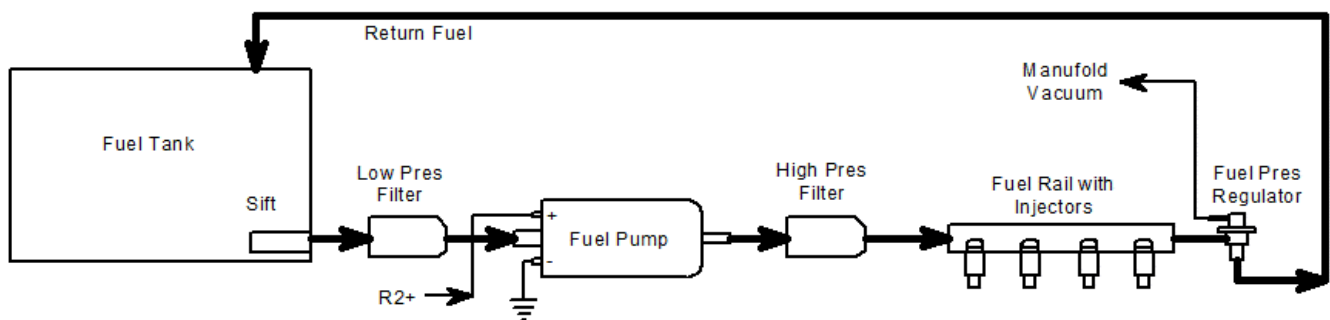 Return Fuel
Manufold
Vacuum
Fuel Tank
Sift
Low Pres
Filter
+
Fuel Pump
-
R2+
High Pres
Filter
Fuel Rail with
Injectors
Fuel Pres
Regulator